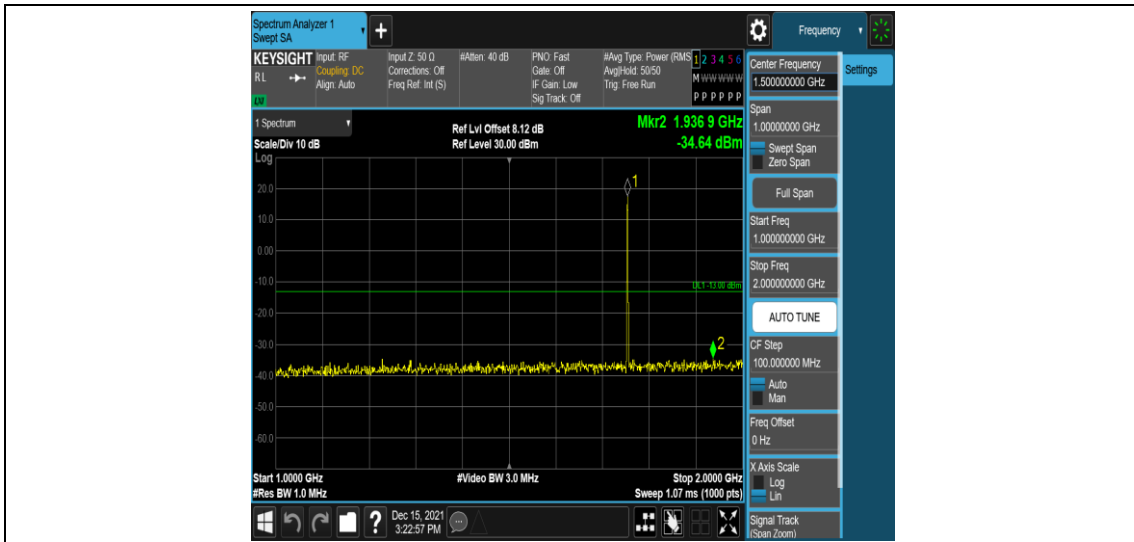 Spectrum Analyzer 1
Swept SA
+
Frequency
KEYSIGHT
RL
LXI
Input: RF
Coupling: DC
Align: Auto
Input Z: 50 Ω
Corrections: Off
Freq Ref: Int (S)
#Atten: 40 dB
PNO: Fast
Gate: Off
IF Gain: Low
Sig Track: Off
#Avg Type: Power (RMS
Avg|Hold: 50/50
Trig: Free Run
1 2 3 4 5 6
M W W W W W
P P P P P P
Center Frequency
1.500000000 GHz
Settings
1 Spectrum
Scale/Div 10 dB
Ref Lvl Offset 8.12 dB
Ref Level 30.00 dBm
Mkr2 1.936 9 GHz
-34.64 dBm
Log
20.0
10.0
0.00
-10.0
-20.0
-30.0
-40.0
-50.0
-60.0
1
DL1 -13.00 dBm
2
Start 1.0000 GHz
#Res BW 1.0 MHz
#Video BW 3.0 MHz
Stop 2.0000 GHz
Sweep 1.07 ms (1000 pts)
Span
1.00000000 GHz
Swept Span
Zero Span
Full Span
Start Freq
1.000000000 GHz
Stop Freq
2.000000000 GHz
AUTO TUNE
CF Step
100.000000 MHz
Auto
Man
Freq Offset
0 Hz
X Axis Scale
Log
Lin
Signal Track
(Span Zoom)
?
Dec 15, 2021
3:22:57 PM